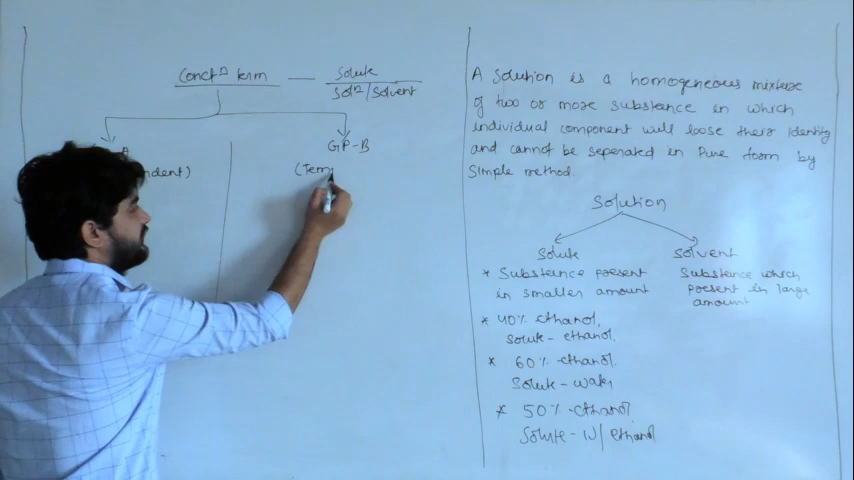 Conctn term — Solute
Soln/Solvent
A
GP-B
ndent)
(Tem
A Solution is a homogeneous mixture
of two or more substance in which
individual component will loose their identity
and cannot be seperated in Pure form by
Simple method.
Solution
Solute
Solvent
* Substance present
in smaller amount
Substance which
present in large
amount
* 40% ethanol,
Solute - ethanol.
* 60% ethanol.
Solute - water
* 50% ethanol
Solute - W/ethanol